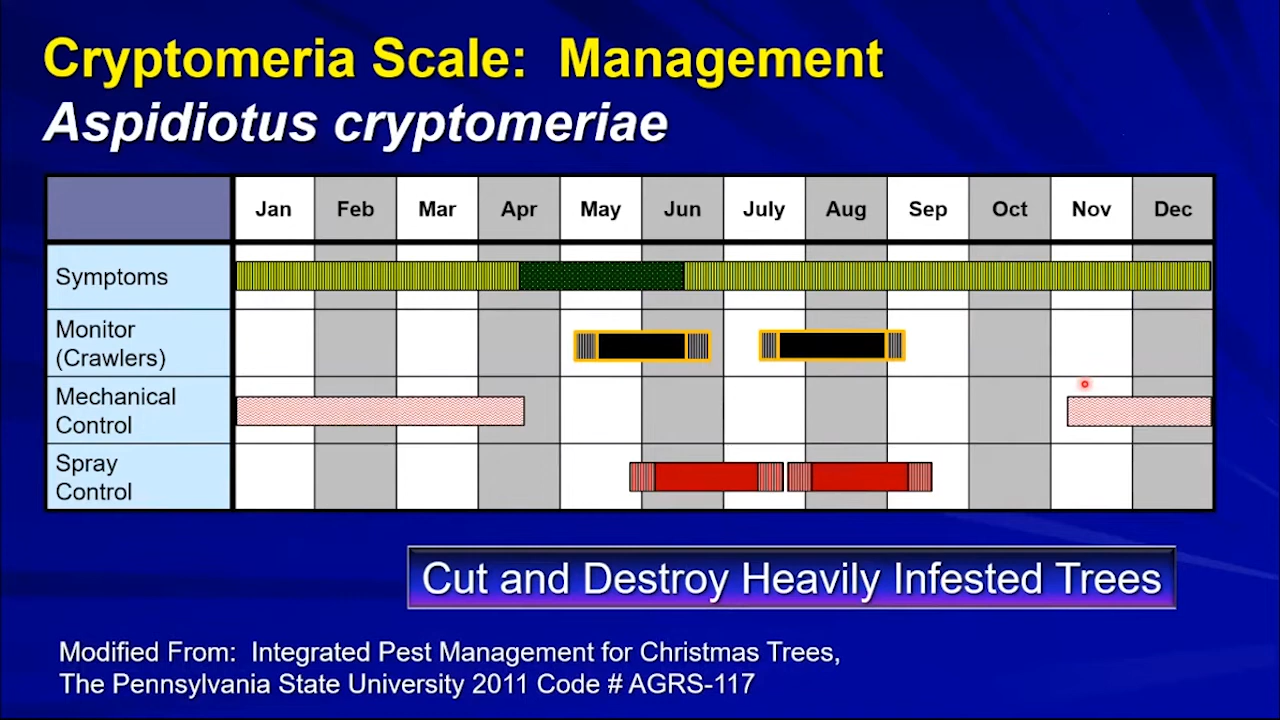 Cryptomeria Scale: Management
Aspidiotus cryptomeriae
Jan Feb Mar Apr May Jun July Aug Sep Oct Nov Dec
Symptoms
Monitor
(Crawlers)
Mechanical
Control
Spray
Control
Cut and Destroy Heavily Infested Trees
Modified From: Integrated Pest Management for Christmas Trees,
The Pennsylvania State University 2011 Code # AGRS-117